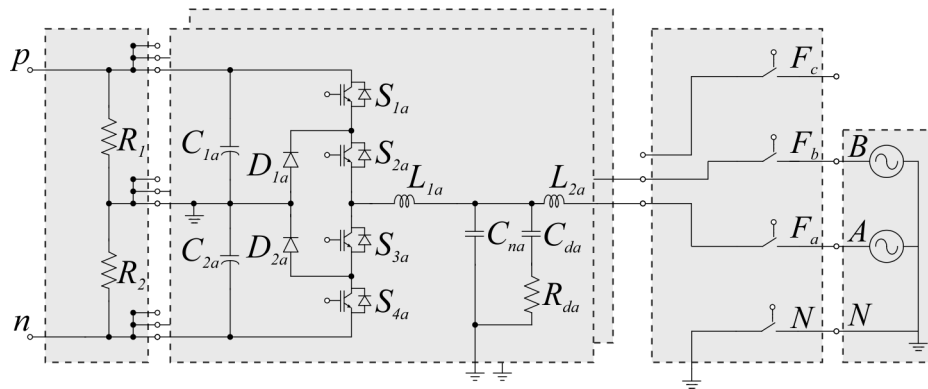 p
R1
R2
n
C1a
C2a
D1a
D2a
S1a
S2a
S3a
S4a
L1a
Cna
Cda
Rda
L2a
Fc
Fb
Fa
N
B
A
N